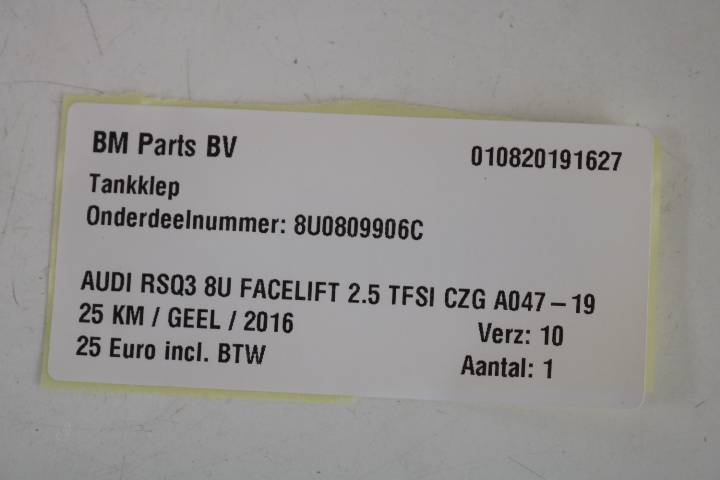 BM Parts BV 010820191627
Tankklep
Onderdeelnummer: 8U0809906C
AUDI RSQ3 8U FACELIFT 2.5 TFSI CZG A047-19
25 KM / GEEL / 2016 Verz: 10
25 Euro incl. BTW Aantal: 1